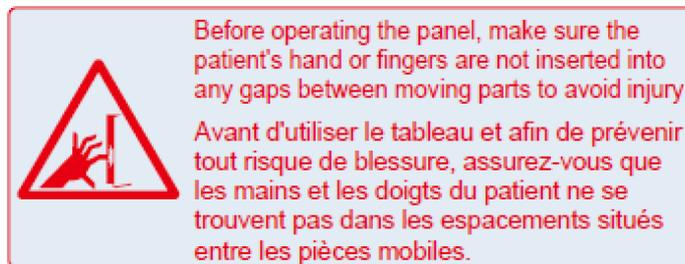 Before operating the panel, make sure the
patient's hand or fingers are not inserted into
any gaps between moving parts to avoid injury
Avant d'utiliser le tableau et afin de prévenir
tout risque de blessure, assurez-vous que
les mains et les doigts du patient ne se
trouvent pas dans les espacements situés
entre les pièces mobiles.